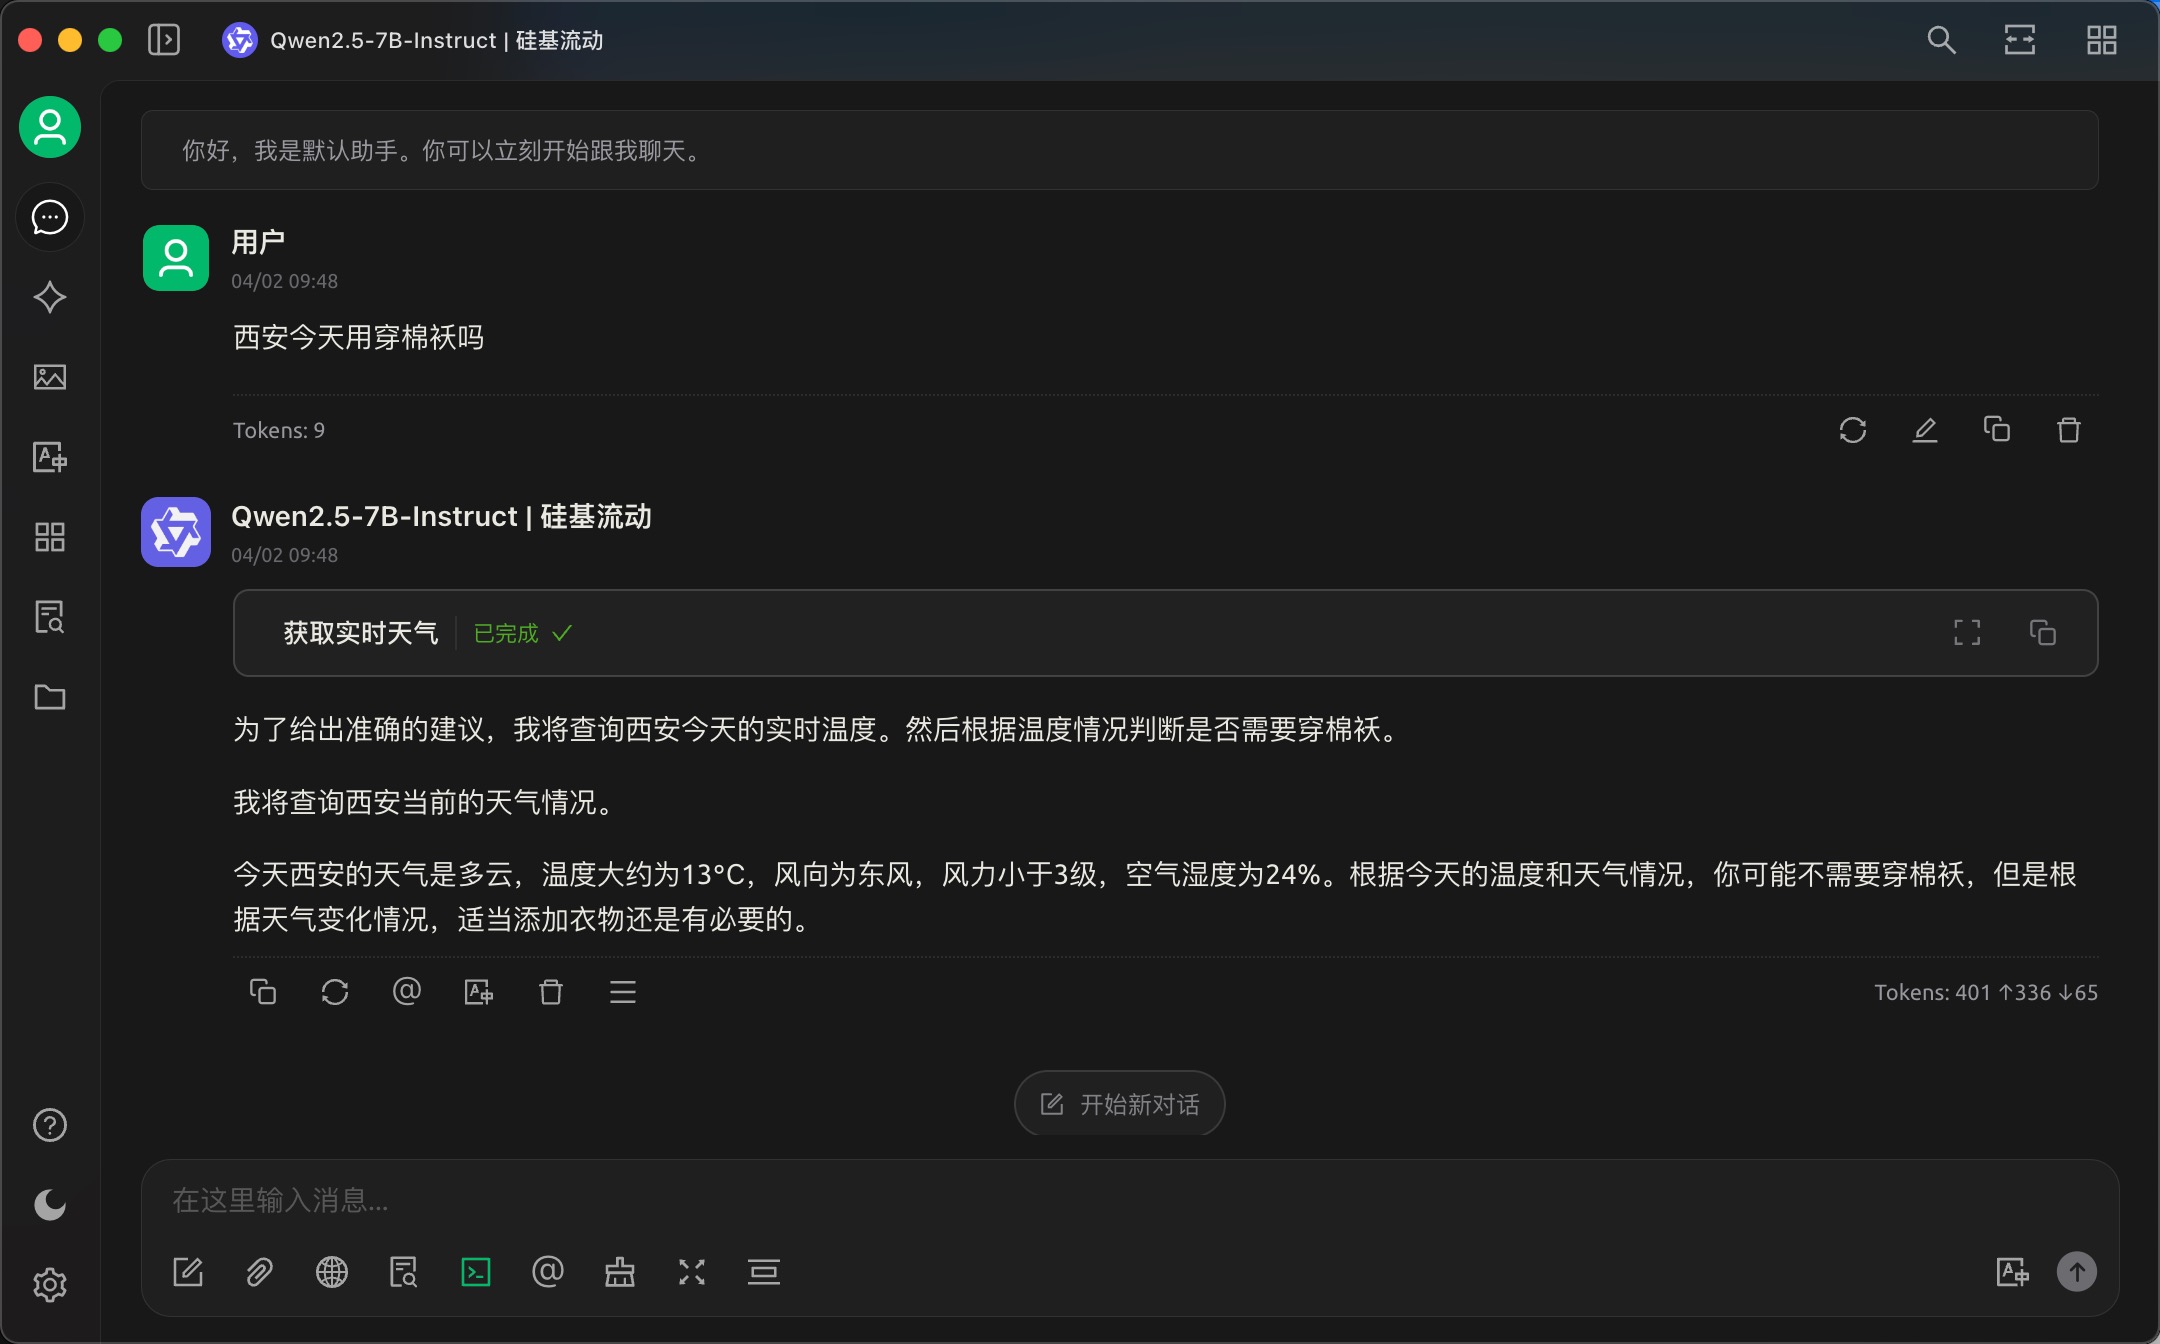 Qwen2.5-7B-Instruct | 硅基流动
你好，我是默认助手。你可以立刻开始跟我聊天。
用户
04/02 09:48
西安今天用穿棉袄吗
Tokens: 9
Qwen2.5-7B-Instruct | 硅基流动
04/02 09:48
获取实时天气 已完成
为了给出准确的建议，我将查询西安今天的实时温度。然后根据温度情况判断是否需要穿棉袄。
我将查询西安当前的天气情况。
今天西安的天气是多云，温度大约为13°C，风向为东风，风力小于3级，空气湿度为24%。根据今天的温度和天气情况，你可能不需要穿棉袄，但是根
据天气变化情况，适当添加衣物还是有必要的。
Tokens: 401 ↑336 ↓65
开始新对话
在这里输入消息...